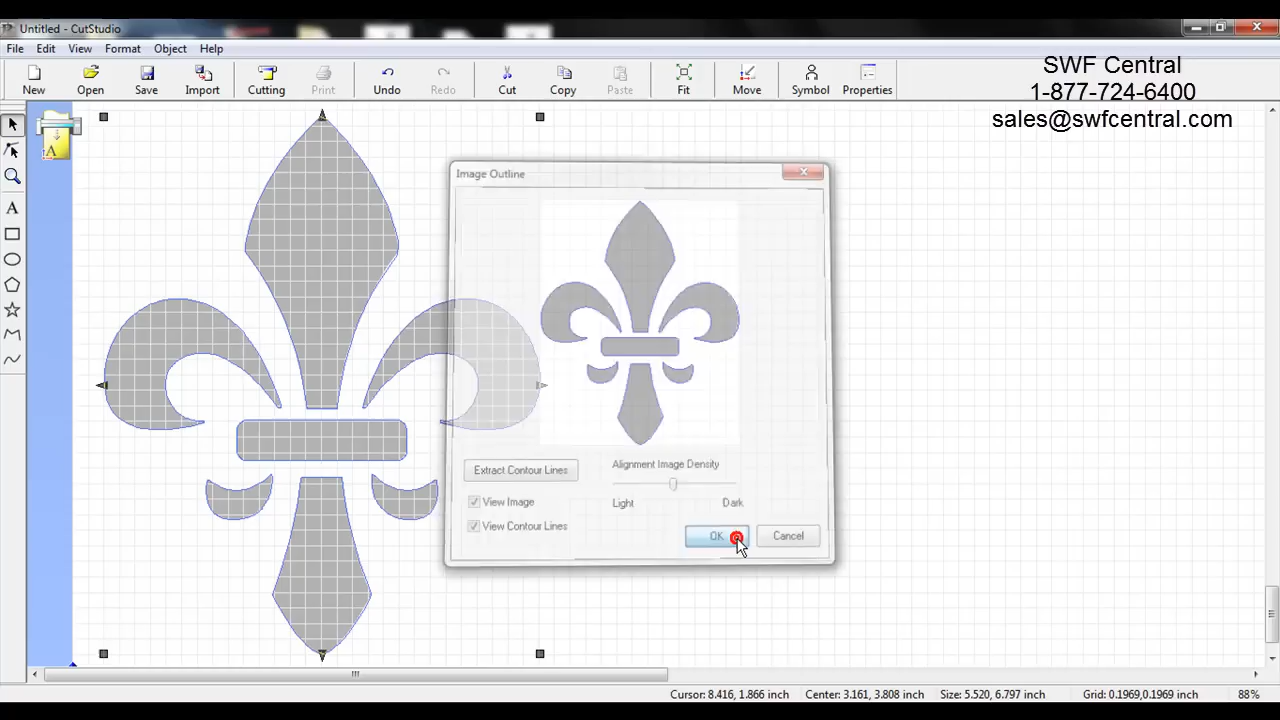 Untitled - CutStudio
File Edit View Format Object Help
New Open Save Import Cutting Print Undo Redo Cut Copy Paste Fit Move Symbol Properties
SWF Central
1-877-724-6400
sales@swfcentral.com
A
A
Image Outline
Extract Contour Lines
Alignment Image Density
View Image
Light Dark
View Contour Lines
OK Cancel
Cursor: 8.416, 1.866 inch Center: 3.161, 3.808 inch Size: 5.520, 6.797 inch Grid: 0.1969,0.1969 inch 88%